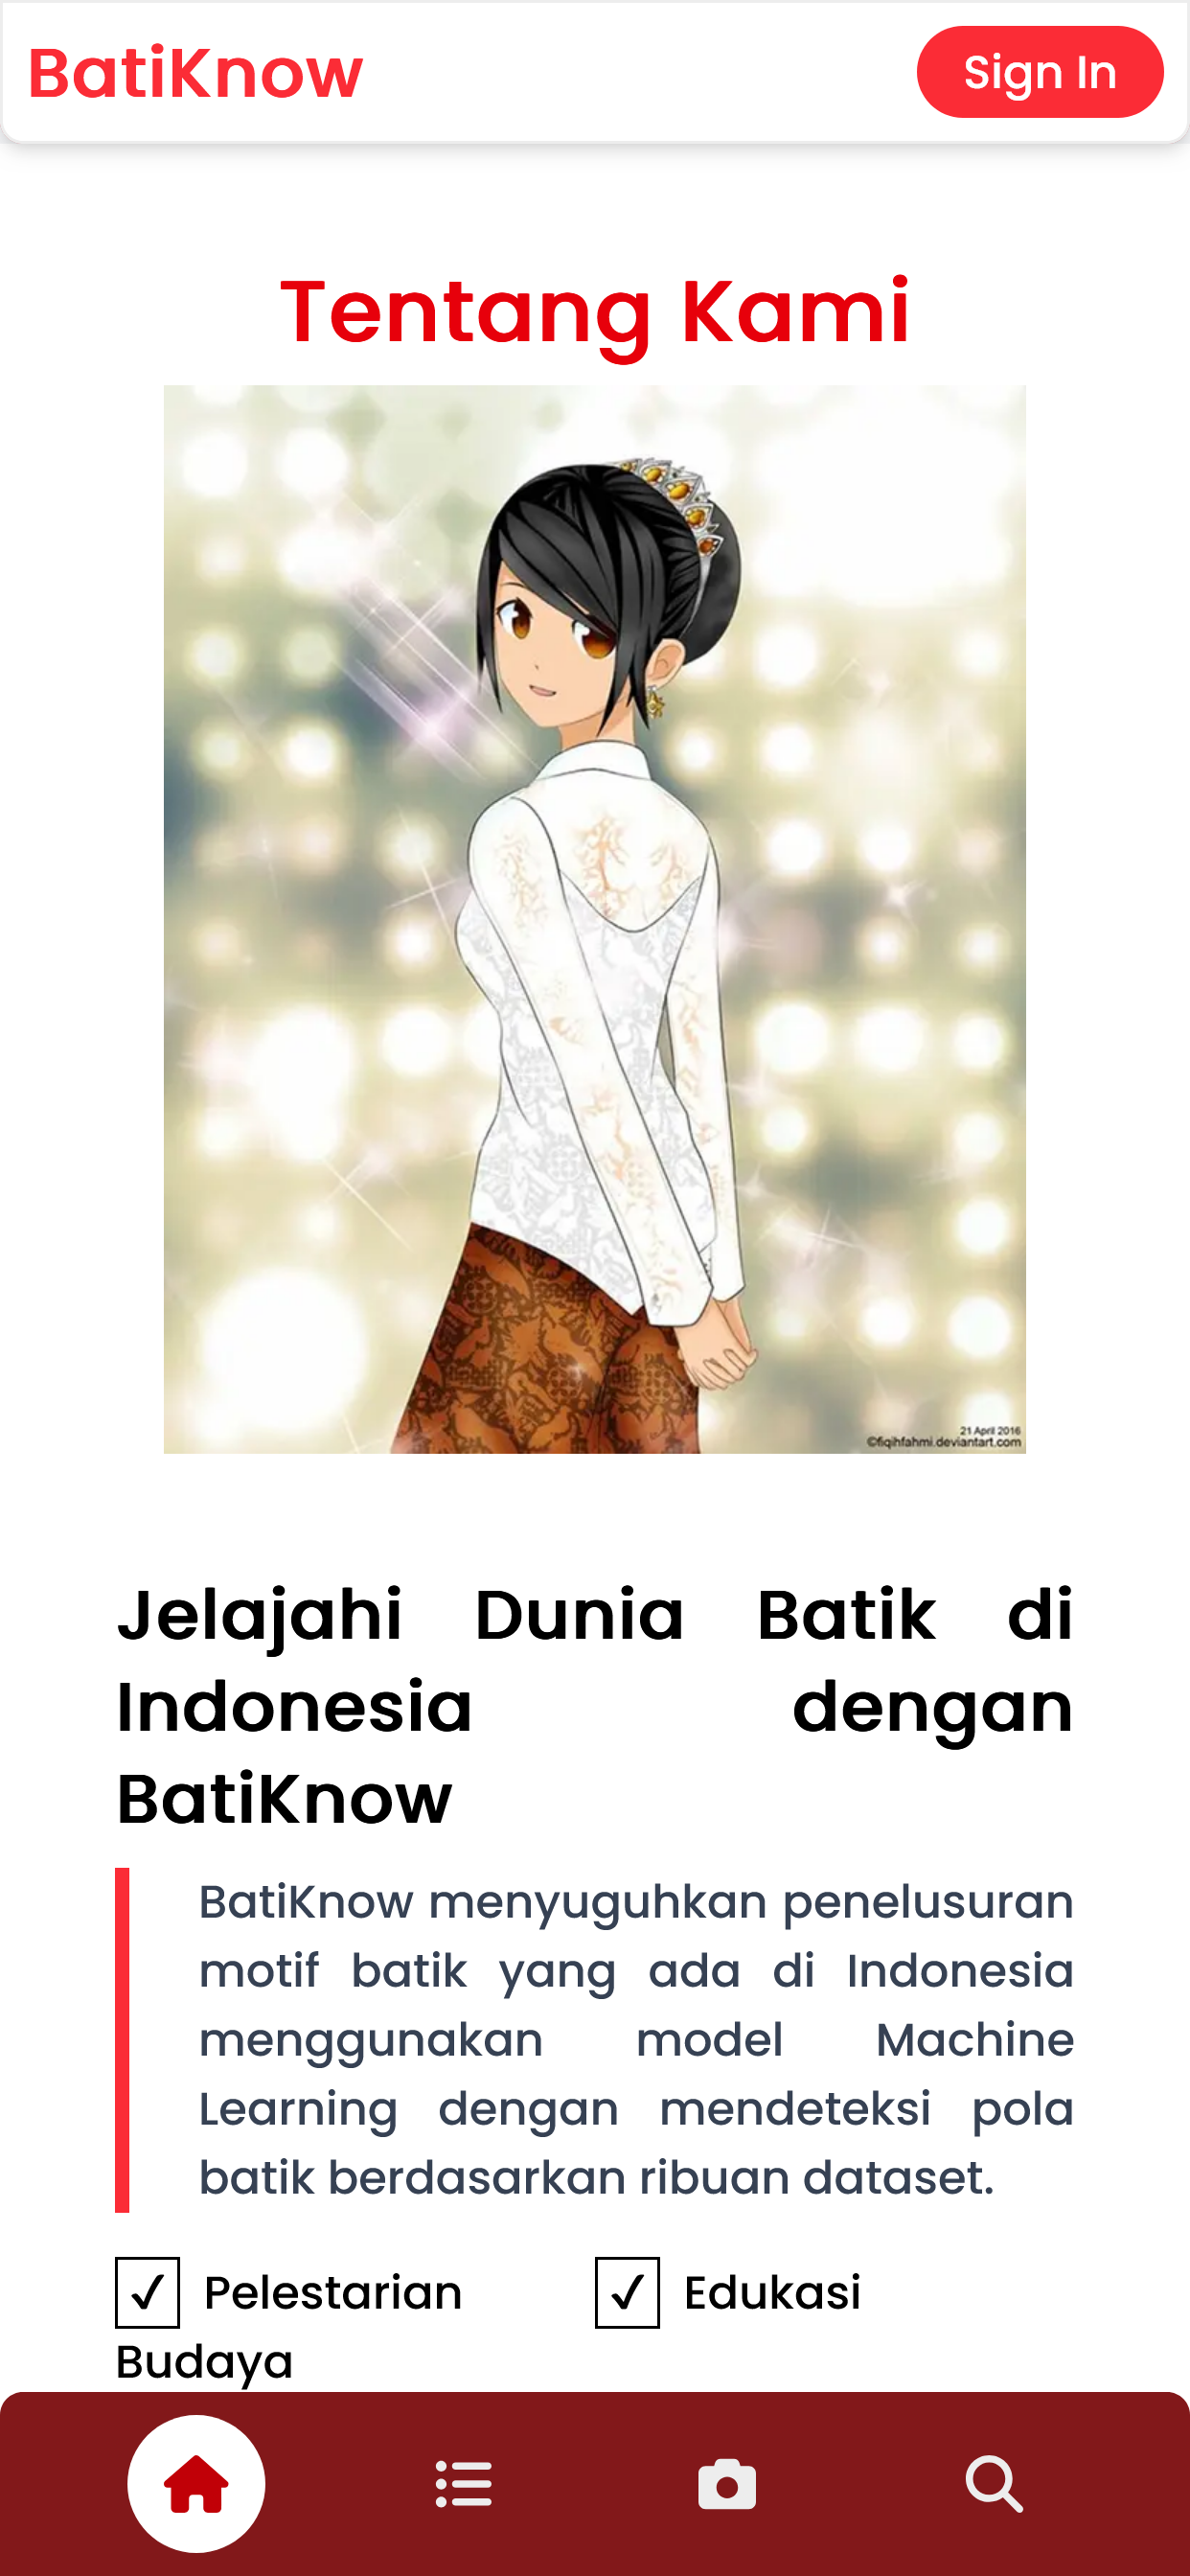 BatiKnow
Sign In
Tentang Kami
21 April 2016
©fiqihfahmi.deviantart.com
Jelajahi Dunia Batik di
Indonesia dengan
BatiKnow
BatiKnow menyuguhkan penelusuran
motif batik yang ada di Indonesia
menggunakan model Machine
Learning dengan mendeteksi pola
batik berdasarkan ribuan dataset.
✓ Pelestarian
Budaya
✓ Edukasi